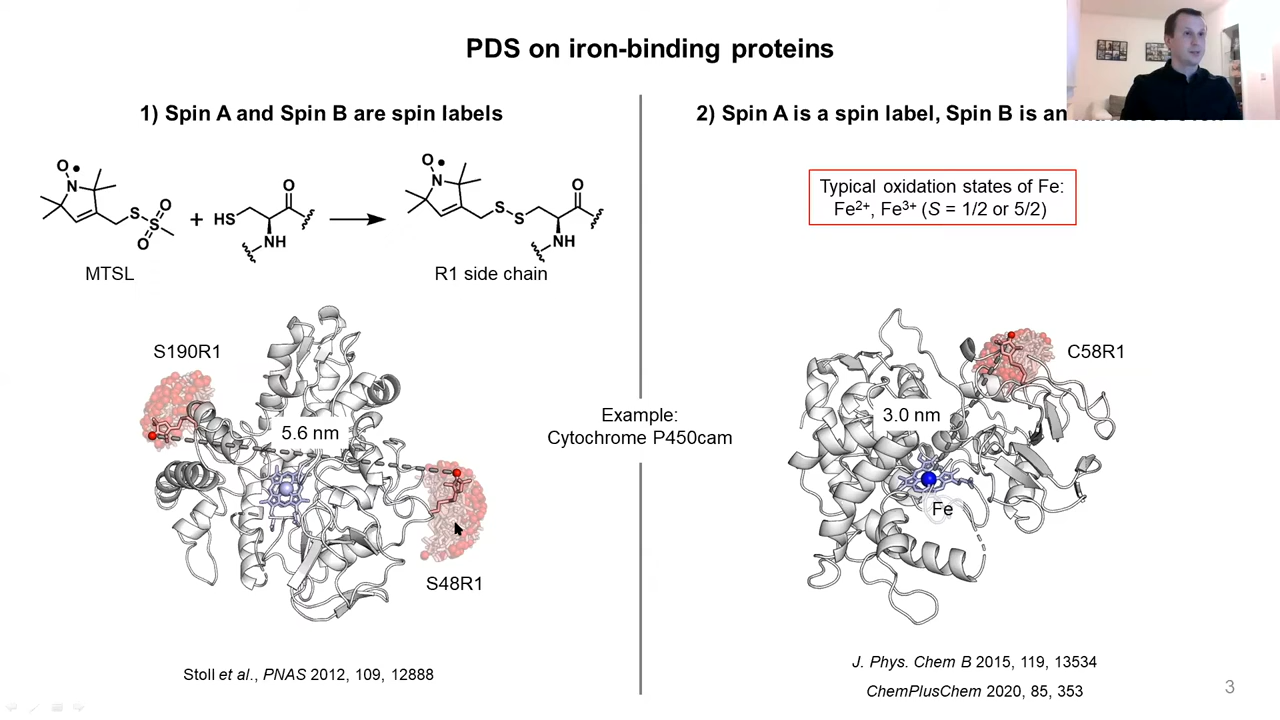 PDS on iron-binding proteins
1) Spin A and Spin B are spin labels
O
N
S
O
S
O
+
HS
O
NH
O
N
S
S
O
NH
MTSL
R1 side chain
S190R1
5.6 nm
S48R1
Stoll et al., PNAS 2012, 109, 12888
Example:
Cytochrome P450cam
2) Spin A is a spin label, Spin B is an
Typical oxidation states of Fe:
Fe²⁺, Fe³⁺ (S = 1/2 or 5/2)
C58R1
3.0 nm
Fe
J. Phys. Chem B 2015, 119, 13534
ChemPlusChem 2020, 85, 353
3